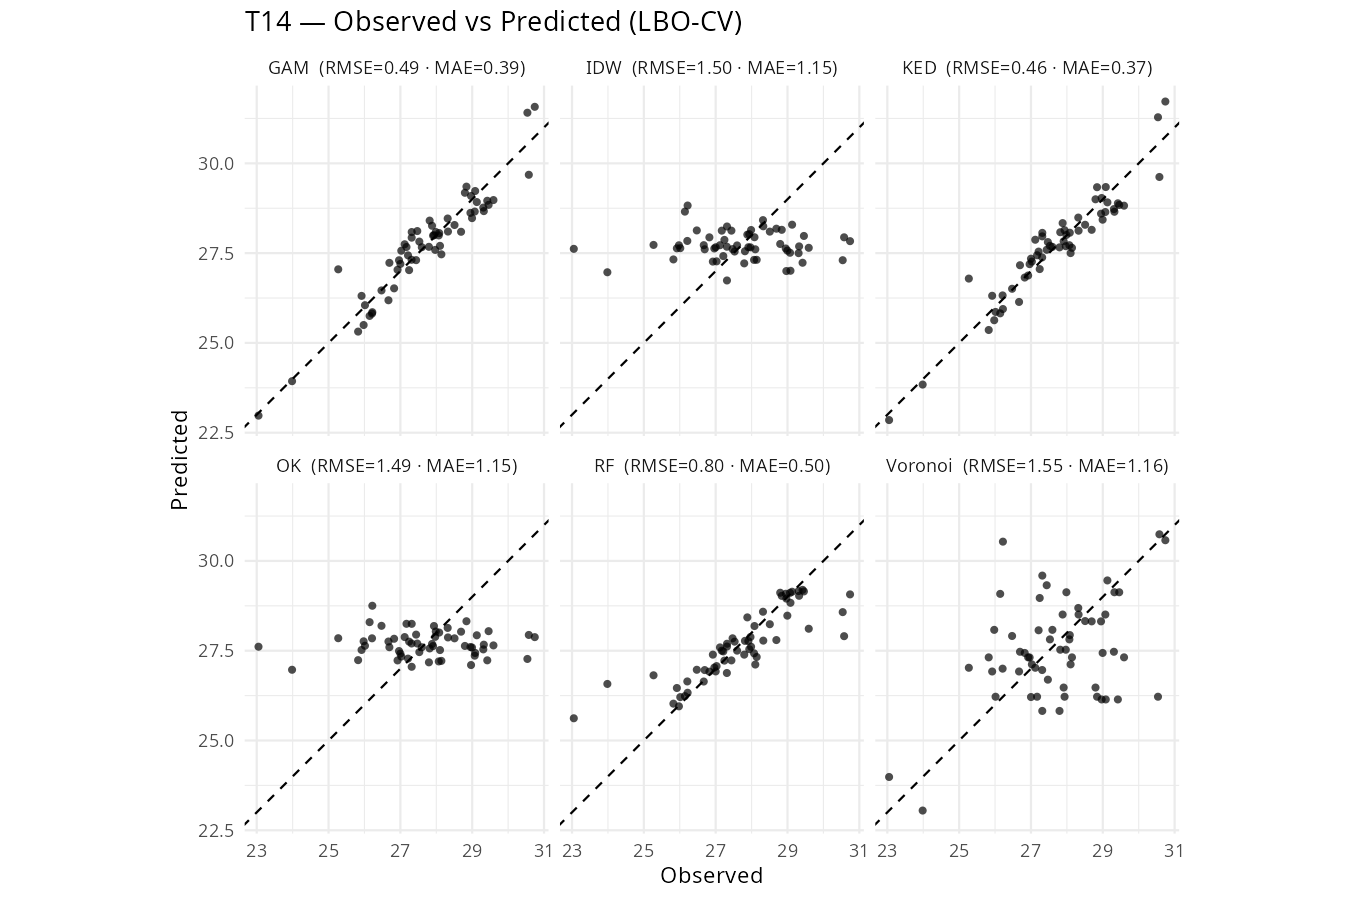 T14 — Observed vs Predicted (LBO-CV)
GAM (RMSE=0.49 · MAE=0.39)
IDW (RMSE=1.50 · MAE=1.15)
KED (RMSE=0.46 · MAE=0.37)
30.0
27.5
25.0
22.5
Predicted
OK (RMSE=1.49 · MAE=1.15)
RF (RMSE=0.80 · MAE=0.50)
Voronoi (RMSE=1.55 · MAE=1.16)
30.0
27.5
25.0
22.5
23 25 27 29 31 23 25 27 29 31 23 25 27 29 31
Observed